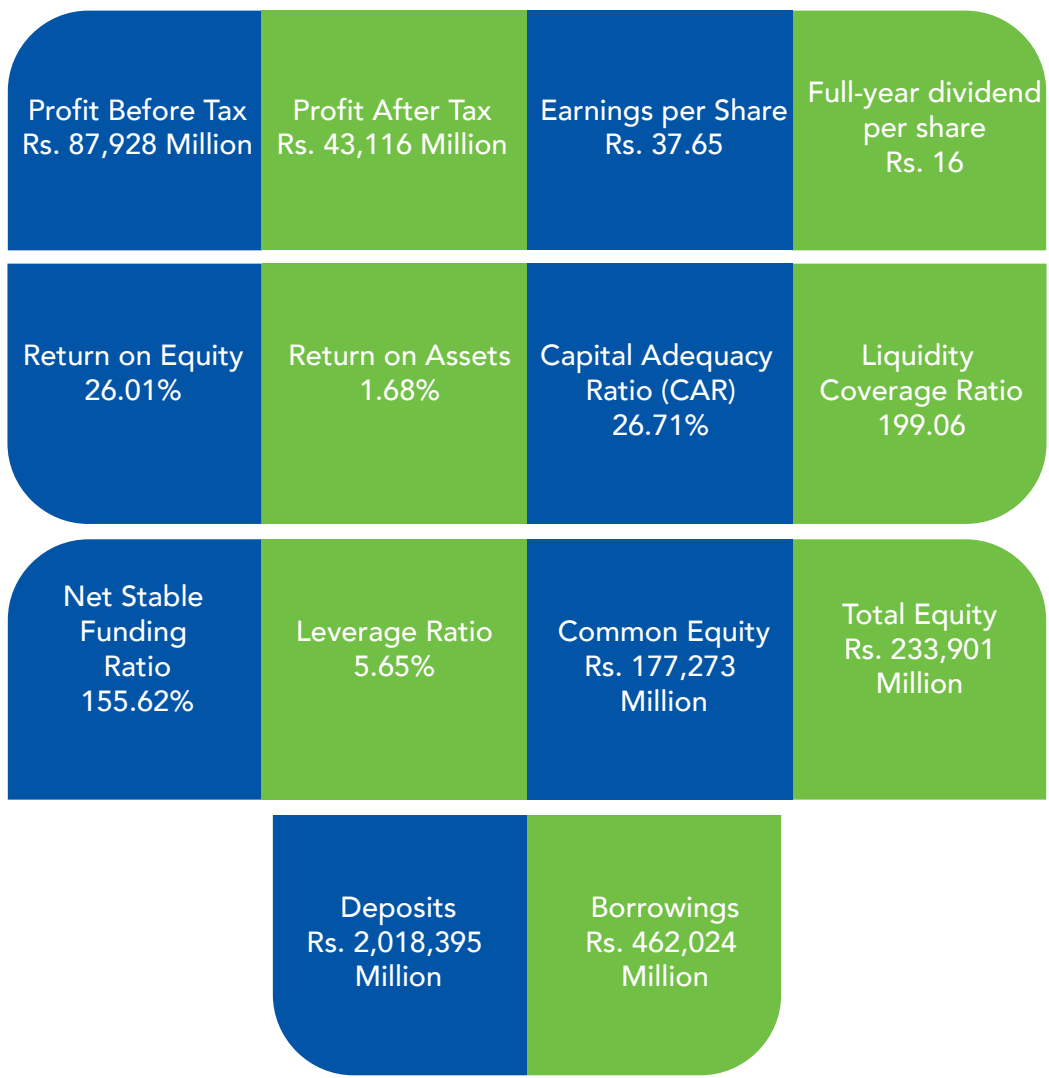 Profit Before Tax
Rs. 87,928 Million
Profit After Tax
Rs. 43,116 Million
Earnings per Share
Rs. 37.65
Full-year dividend
per share
Rs. 16
Return on Equity
26.01%
Return on Assets
1.68%
Capital Adequacy
Ratio (CAR)
26.71%
Liquidity
Coverage Ratio
199.06
Net Stable
Funding
Ratio
155.62%
Leverage Ratio
5.65%
Common Equity
Rs. 177,273
Million
Total Equity
Rs. 233,901
Million
Deposits
Rs. 2,018,395
Million
Borrowings
Rs. 462,024
Million